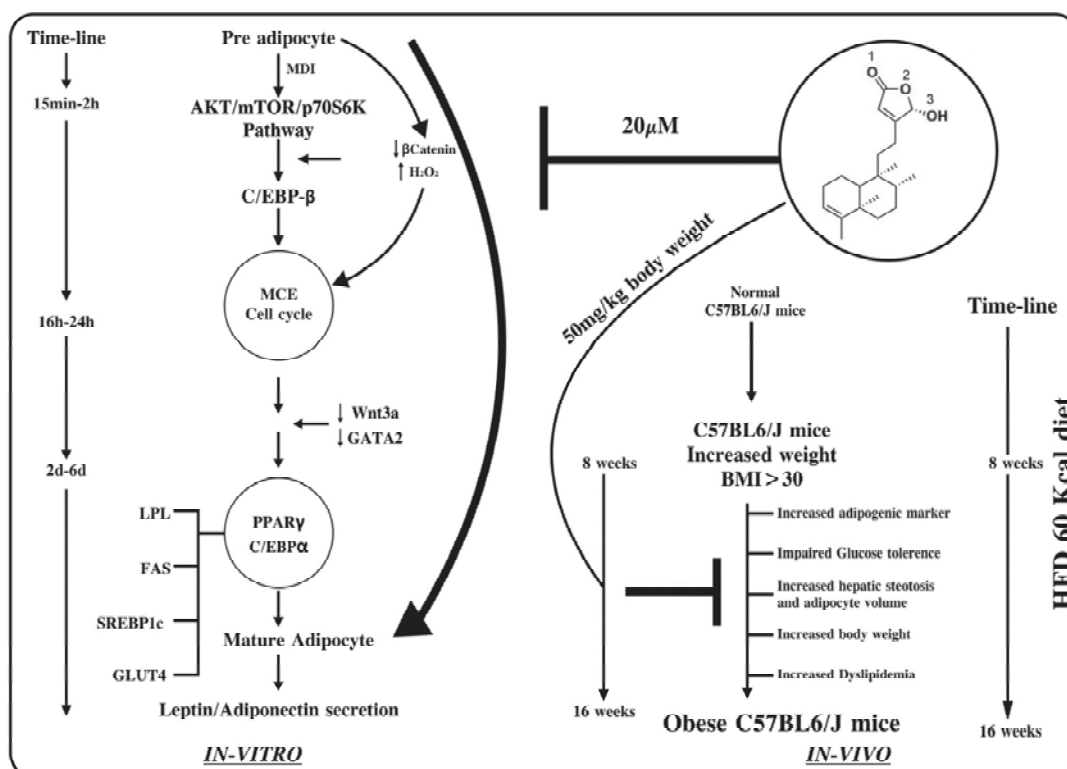 Time-line
15min-2h
16h-24h
2d-6d
Pre adipocyte
MDI
AKT/mTOR/p70S6K
Pathway
↓βCatenin
↑ H₂O₂
C/EBP-β
MCE
Cell cycle
↓ Wnt3a
↓ GATA2
LPL
FAS
SREBP1c
GLUT4
PPARγ
C/EBPα
Mature Adipocyte
Leptin/Adiponectin secretion
IN-VITRO
20μM
1
O
2
O
3
OH
50mg/kg body weight
8 weeks
16 weeks
Normal
C57BL6/J mice
C57BL6/J mice
Increased weight
BMI > 30
Increased adipogenic marker
Impaired Glucose tolerence
Increased hepatic steotosis
and adipocyte volume
Increased body weight
Increased Dyslipidemia
Obese C57BL6/J mice
IN-VIVO
Time-line
8 weeks
16 weeks
HFD 60 Kcal diet